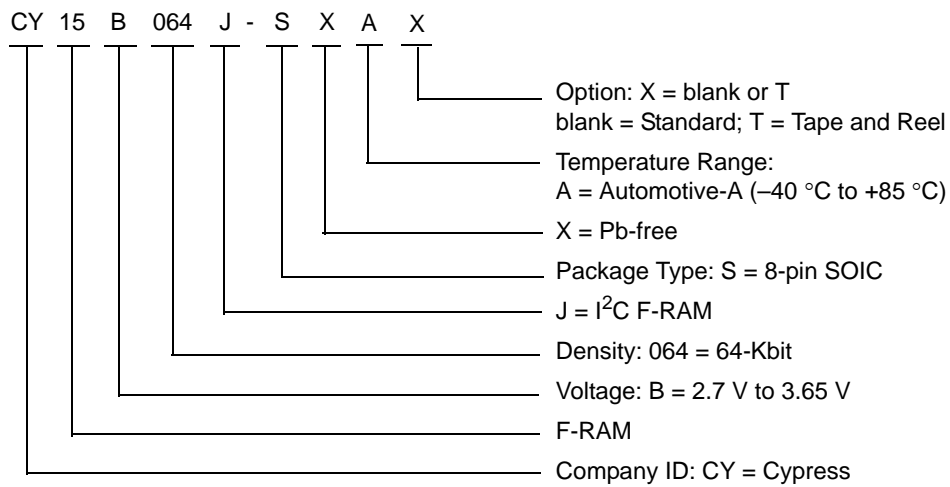 CY 15 B 064 J - S X A X
Option: X = blank or T
blank = Standard; T = Tape and Reel
Temperature Range:
A = Automotive-A (–40 °C to +85 °C)
X = Pb-free
Package Type: S = 8-pin SOIC
J = I²C F-RAM
Density: 064 = 64-Kbit
Voltage: B = 2.7 V to 3.65 V
F-RAM
Company ID: CY = Cypress